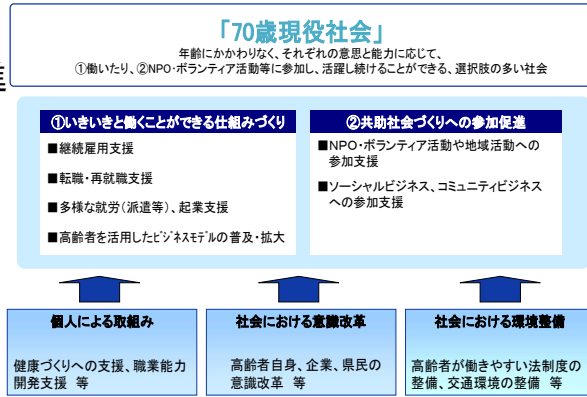 「70歳現役社会」
年齢にかかわりなく、それぞれの意思と能力に応じて、
①働いたり、②NPO・ボランティア活動等に参加し、活躍し続けることができる、選択肢の多い社会
①いきいきと働くことができる仕組みづくり
■継続雇用支援
■転職・再就職支援
■多様な就労(派遣等)、起業支援
■高齢者を活用したﾋﾞｼﾞﾈｽﾓﾃﾞﾙの普及・拡大
②共助社会づくりへの参加促進
■NPO・ボランティア活動や地域活動への
参加支援
■ソーシャルビジネス、コミュニティビジネス
への参加支援
個人による取組み
健康づくりへの支援、職業能力
開発支援 等
社会における意識改革
高齢者自身、企業、県民の
意識改革 等
社会における環境整備
高齢者が働きやすい法制度の
整備、交通環境の整備 等